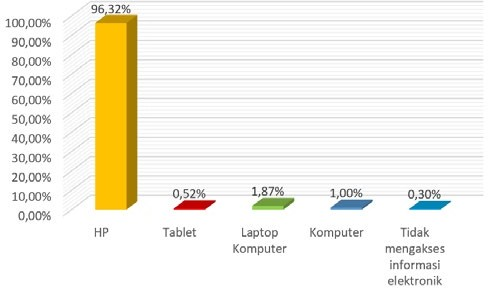 96,32%
100,00%
90,00%
80,00%
70,00%
60,00%
50,00%
40,00%
30,00%
20,00%
10,00%
0,00%
0,52%
1,87%
1,00%
0,30%
HP
Tablet
Laptop
Komputer
Komputer
Tidak
mengakses
informasi
elektronik